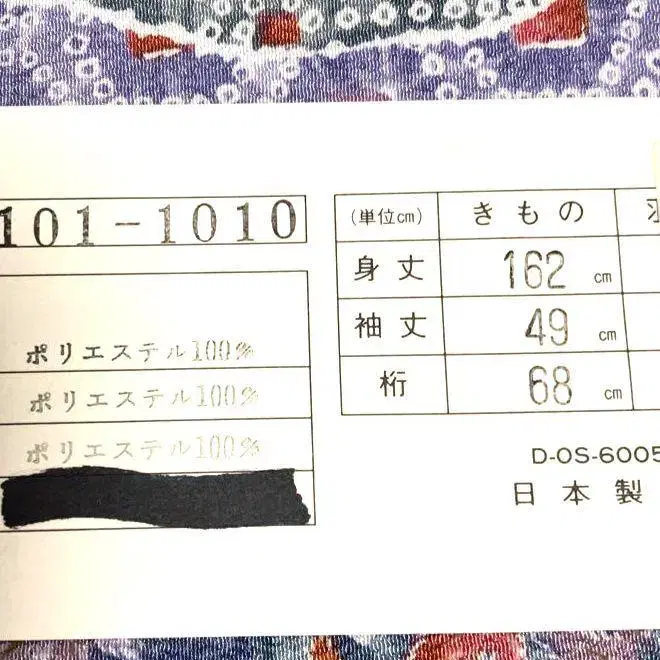 101-1010
ポリエステル100%
ポリエステル100%
ポリエステル100%
(単位cm) きもの
身丈 162 cm
袖丈 49 cm
裄 68 cm
D-OS-6005
日本製